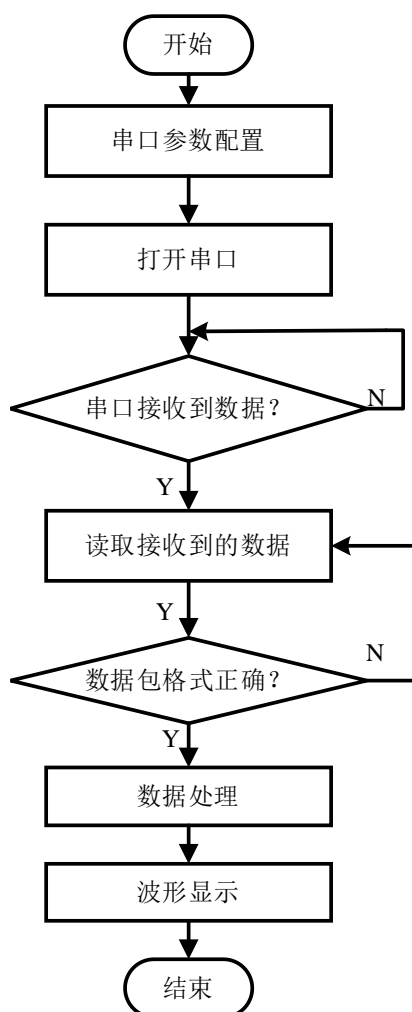 开始
串口参数配置
打开串口
串口接收到数据?
N
Y
读取接收到的数据
Y
N
数据包格式正确?
Y
数据处理
波形显示
结束